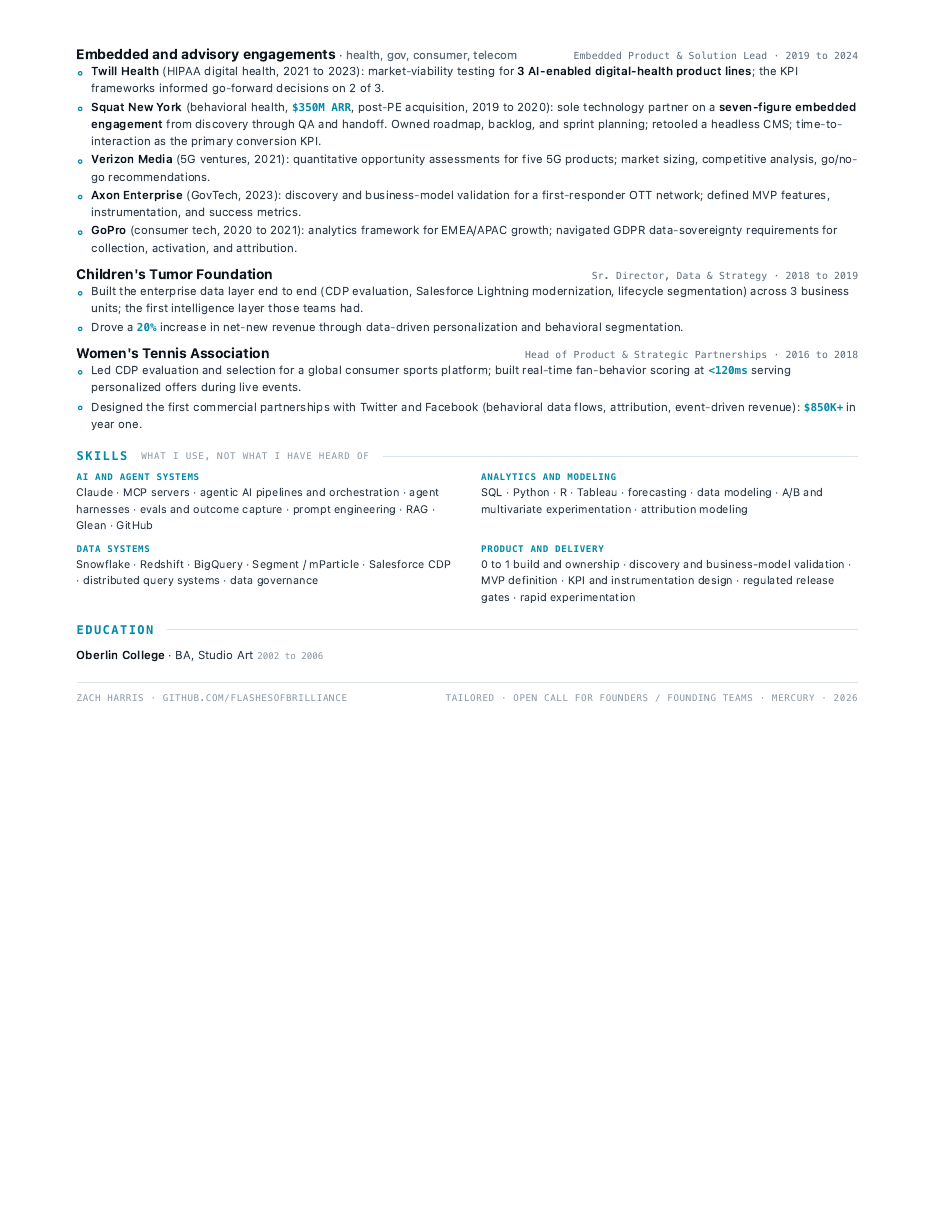 Embedded and advisory engagements · health, gov, consumer, telecom Embedded Product & Solution Lead · 2019 to 2024
Twill Health (HIPAA digital health, 2021 to 2023): market-viability testing for 3 AI-enabled digital-health product lines; the KPI
frameworks informed go-forward decisions on 2 of 3.
Squat New York (behavioral health, $350M ARR, post-PE acquisition, 2019 to 2020): sole technology partner on a seven-figure embedded
engagement from discovery through QA and handoff. Owned roadmap, backlog, and sprint planning; retooled a headless CMS; time-to-
interaction as the primary conversion KPI.
Verizon Media (5G ventures, 2021): quantitative opportunity assessments for five 5G products; market sizing, competitive analysis, go/no-
go recommendations.
Axon Enterprise (GovTech, 2023): discovery and business-model validation for a first-responder OTT network; defined MVP features,
instrumentation, and success metrics.
GoPro (consumer tech, 2020 to 2021): analytics framework for EMEA/APAC growth; navigated GDPR data-sovereignty requirements for
collection, activation, and attribution.
Children's Tumor Foundation Sr. Director, Data & Strategy · 2018 to 2019
Built the enterprise data layer end to end (CDP evaluation, Salesforce Lightning modernization, lifecycle segmentation) across 3 business
units; the first intelligence layer those teams had.
Drove a 20% increase in net-new revenue through data-driven personalization and behavioral segmentation.
Women's Tennis Association Head of Product & Strategic Partnerships · 2016 to 2018
Led CDP evaluation and selection for a global consumer sports platform; built real-time fan-behavior scoring at <120ms serving
personalized offers during live events.
Designed the first commercial partnerships with Twitter and Facebook (behavioral data flows, attribution, event-driven revenue): $850K+ in
year one.
SKILLS WHAT I USE, NOT WHAT I HAVE HEARD OF
AI AND AGENT SYSTEMS
Claude · MCP servers · agentic AI pipelines and orchestration · agent
harnesses · evals and outcome capture · prompt engineering · RAG ·
Glean · GitHub
ANALYTICS AND MODELING
SQL · Python · R · Tableau · forecasting · data modeling · A/B and
multivariate experimentation · attribution modeling
DATA SYSTEMS
Snowflake · Redshift · BigQuery · Segment / mParticle · Salesforce CDP
· distributed query systems · data governance
PRODUCT AND DELIVERY
0 to 1 build and ownership · discovery and business-model validation ·
MVP definition · KPI and instrumentation design · regulated release
gates · rapid experimentation
EDUCATION
Oberlin College · BA, Studio Art 2002 to 2006
ZACH HARRIS · GITHUB.COM/FLASHESOFBRILLIANCE TAILORED · OPEN CALL FOR FOUNDERS / FOUNDING TEAMS · MERCURY · 2026